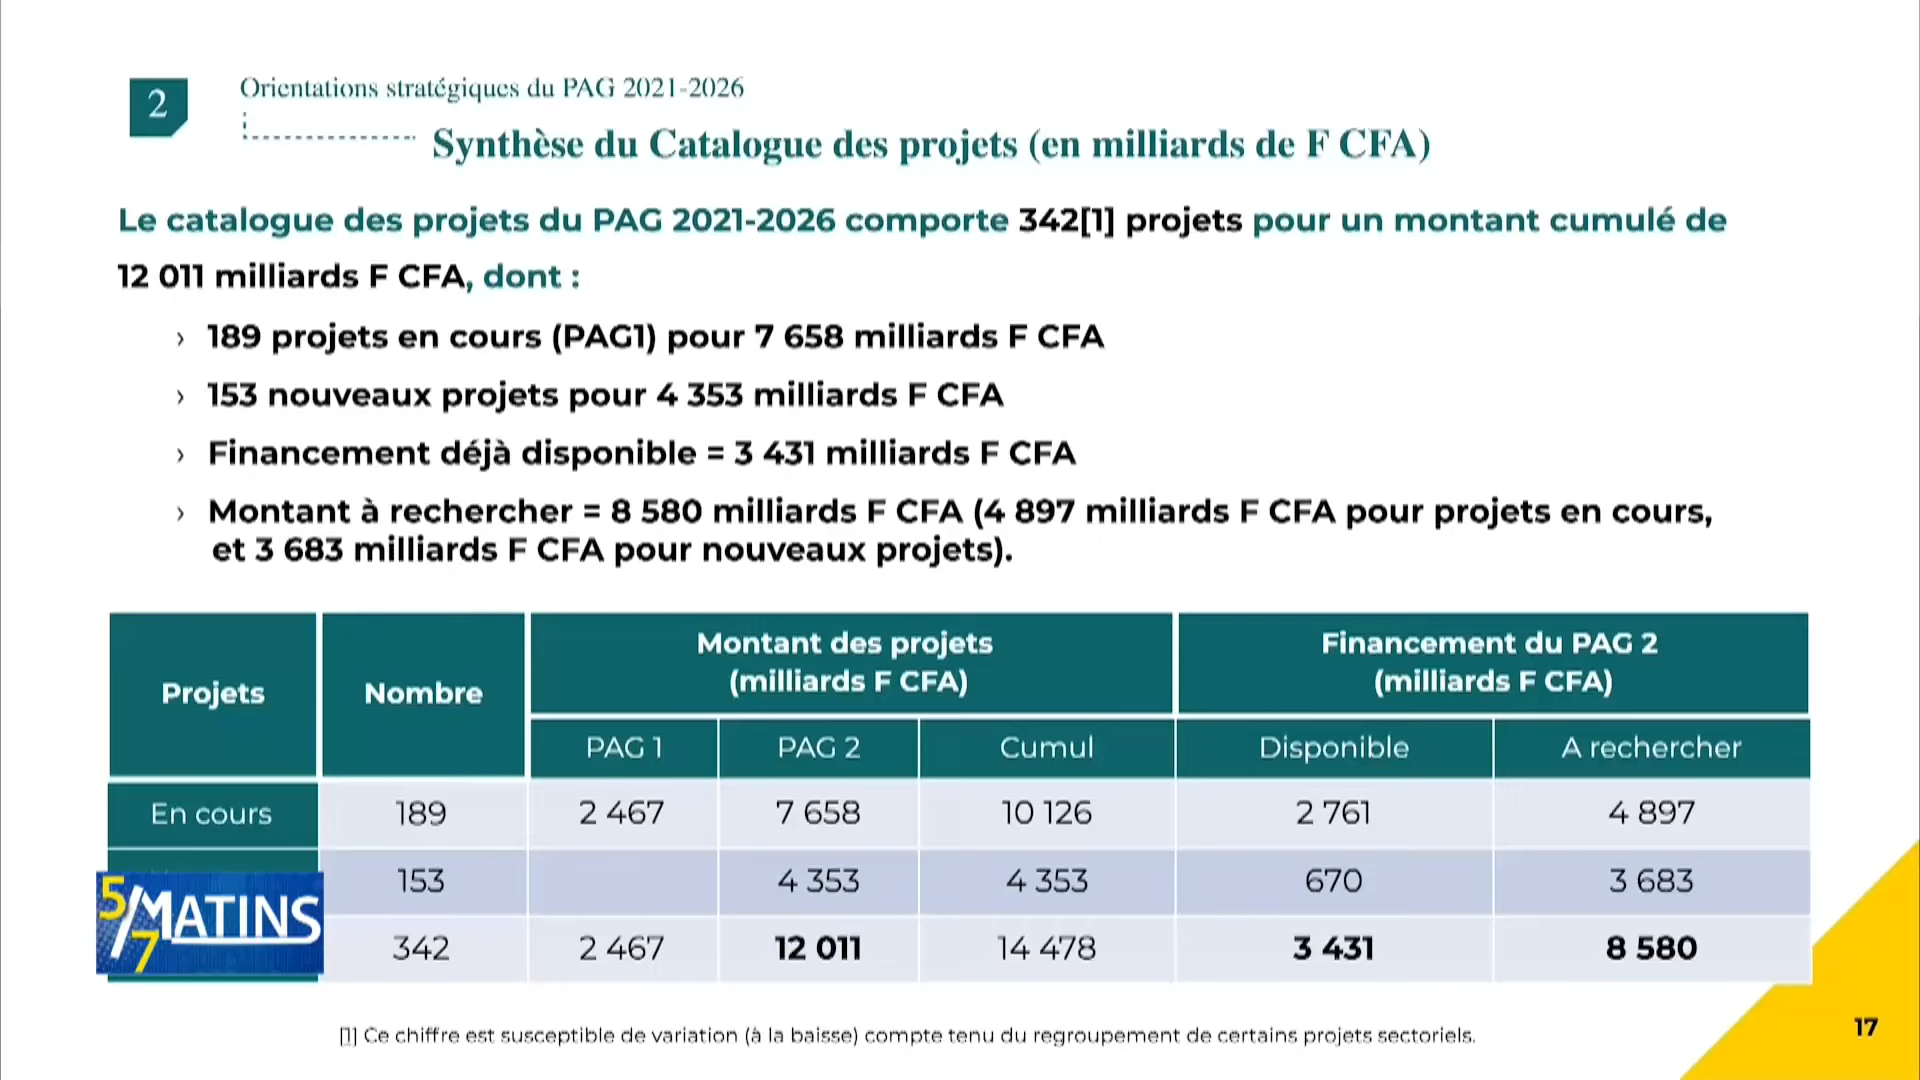 2
Orientations stratégiques du PAG 2021-2026
Synthèse du Catalogue des projets (en milliards de F CFA)
Le catalogue des projets du PAG 2021-2026 comporte 342[1] projets pour un montant cumulé de
12 011 milliards F CFA, dont :
› 189 projets en cours (PAG1) pour 7 658 milliards F CFA
› 153 nouveaux projets pour 4 353 milliards F CFA
› Financement déjà disponible = 3 431 milliards F CFA
› Montant à rechercher = 8 580 milliards F CFA (4 897 milliards F CFA pour projets en cours,
et 3 683 milliards F CFA pour nouveaux projets).
Projets Nombre Montant des projets (milliards F CFA) Financement du PAG 2 (milliards F CFA)
PAG 1 PAG 2 Cumul Disponible A rechercher
En cours 189 2 467 7 658 10 126 2 761 4 897
153 4 353 4 353 670 3 683
342 2 467 12 011 14 478 3 431 8 580
5/7 MATINS
[1] Ce chiffre est susceptible de variation (à la baisse) compte tenu du regroupement de certains projets sectoriels.
17